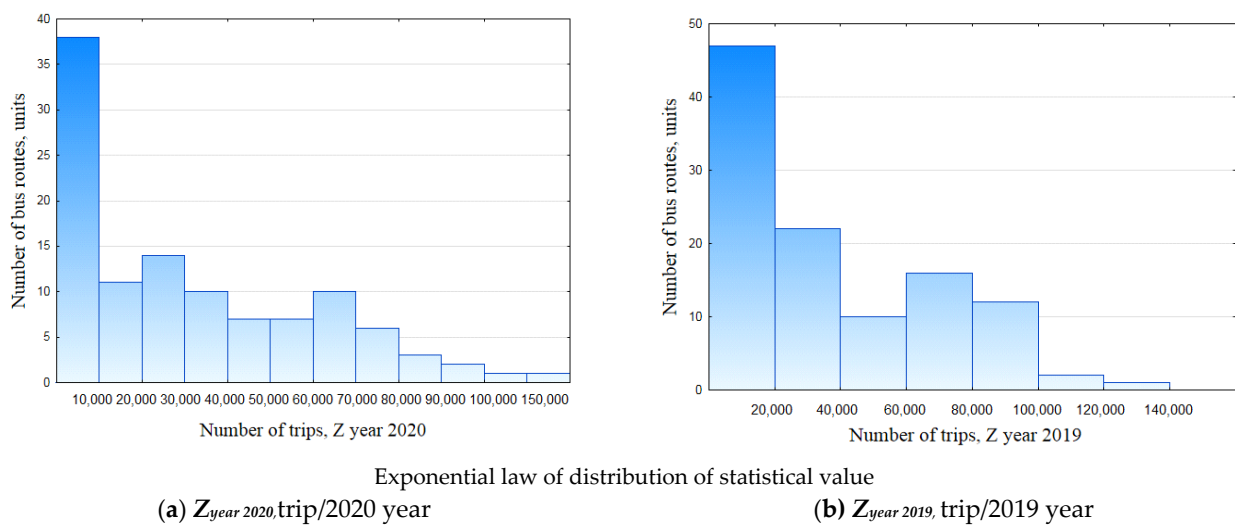 40
35
30
25
20
15
10
5
0
Number of bus routes, units
10,000 20,000 30,000 40,000 50,000 60,000 70,000 80,000 90,000 100,000 150,000
Number of trips, Z year 2020
50
40
30
20
10
0
Number of bus routes, units
20,000 40,000 60,000 80,000 100,000 120,000 140,000
Number of trips, Z year 2019
Exponential law of distribution of statistical value
(a) Zyear 2020, trip/2020 year
(b) Zyear 2019, trip/2019 year